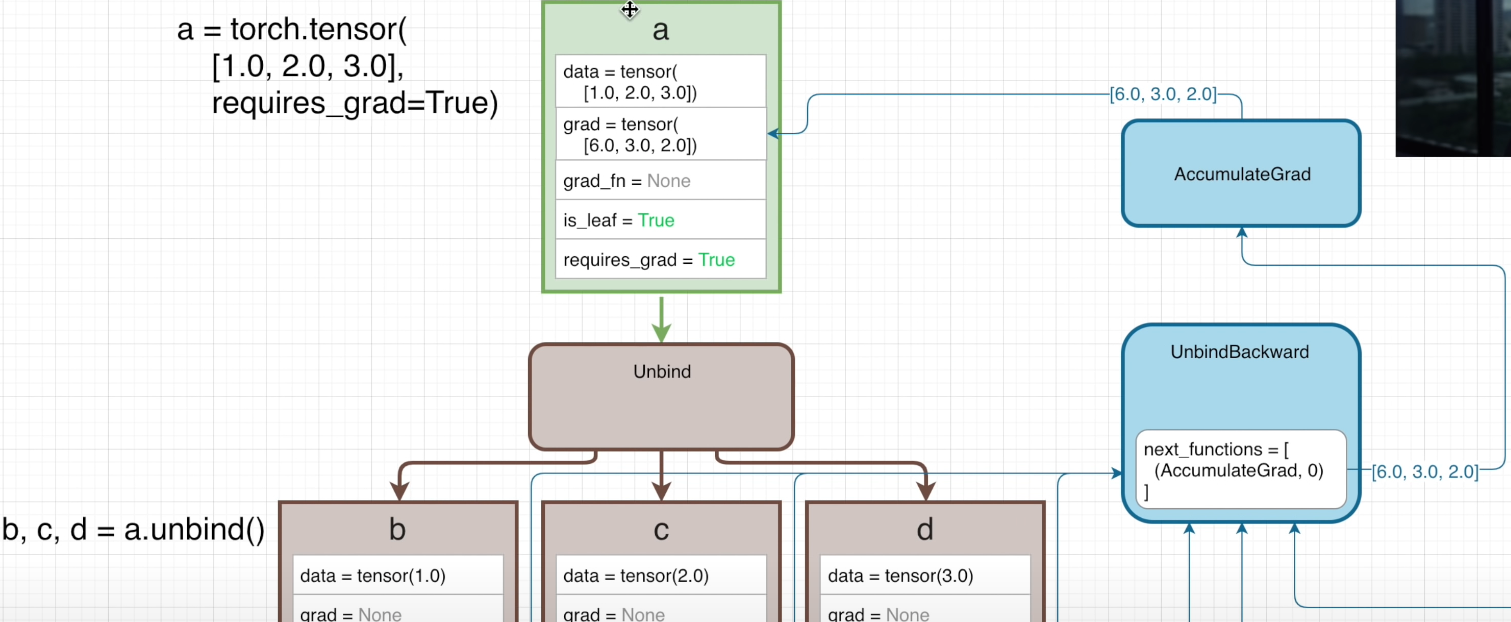 a = torch.tensor(
[1.0, 2.0, 3.0],
requires_grad=True)
a
data = tensor(
[1.0, 2.0, 3.0])
grad = tensor(
[6.0, 3.0, 2.0])
grad_fn = None
is_leaf = True
requires_grad = True
[6.0, 3.0, 2.0]
AccumulateGrad
Unbind
UnbindBackward
next_functions = [
(AccumulateGrad, 0)
]
[6.0, 3.0, 2.0]
b, c, d = a.unbind()
b
data = tensor(1.0)
grad = None
c
data = tensor(2.0)
grad = None
d
data = tensor(3.0)
grad = None